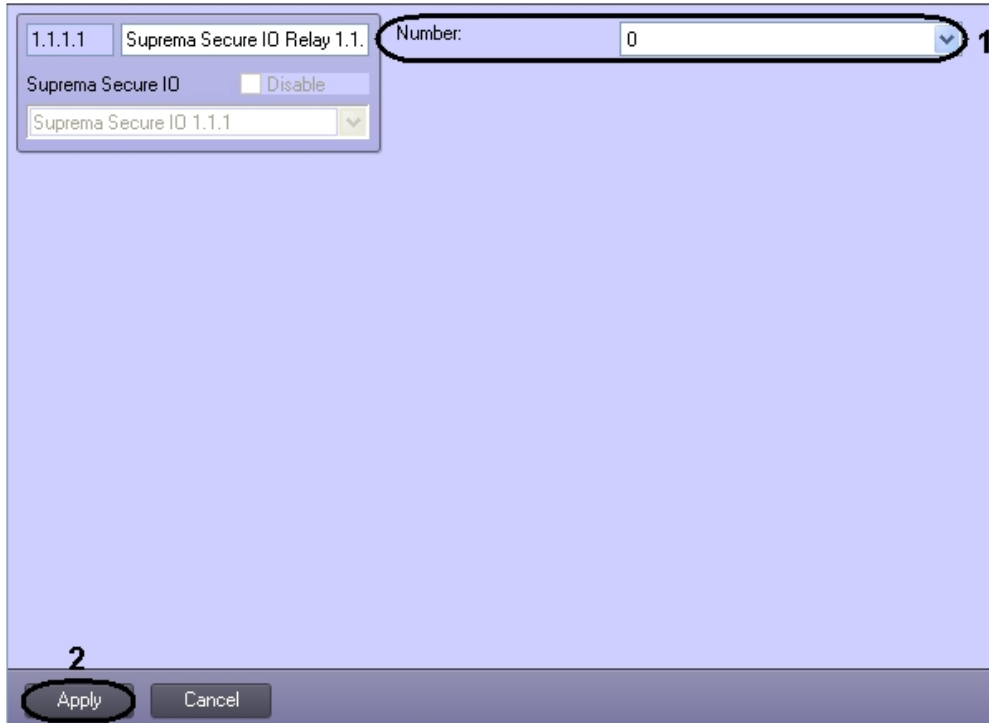 1.1.1.1 Suprema Secure IO Relay 1.1.
Number: 0 1
Suprema Secure IO Disable
Suprema Secure IO 1.1.1
2
Apply Cancel